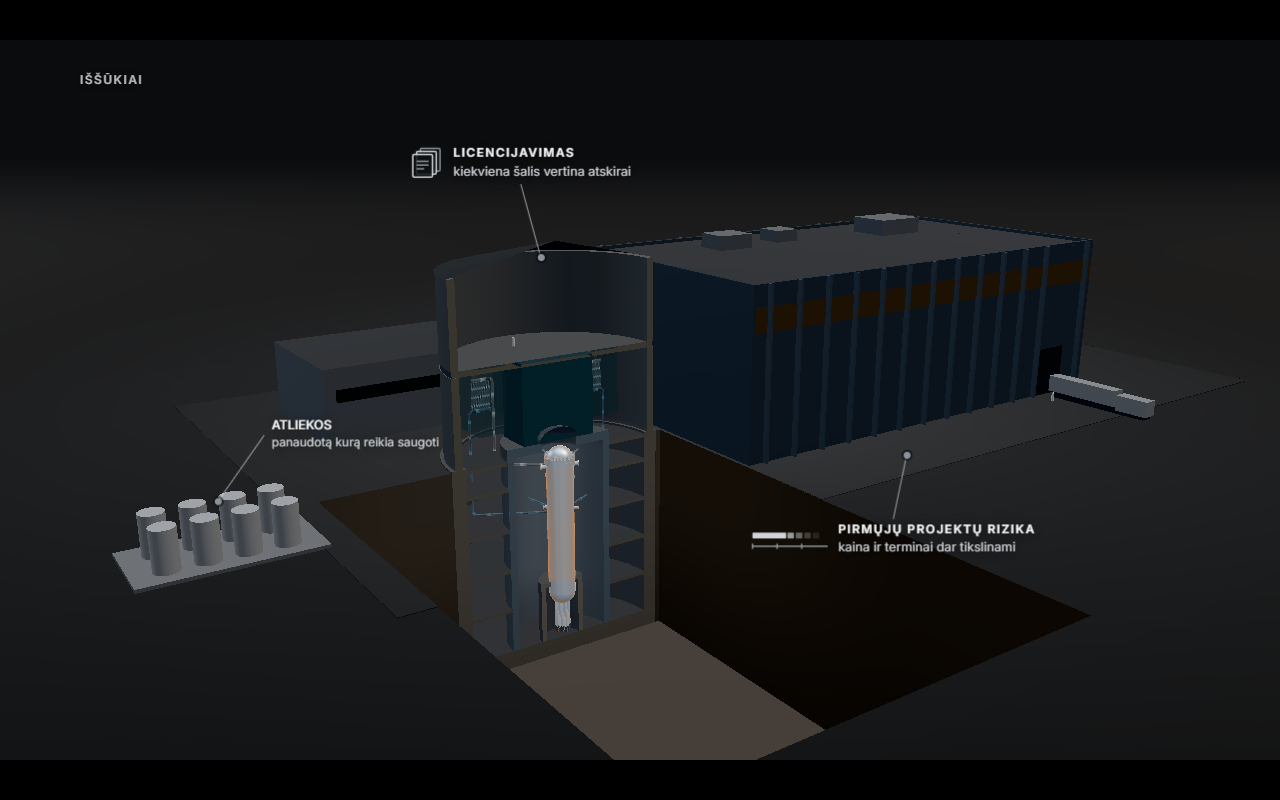 IŠŠŪKIAI
LICENCIJAVIMAS
kiekviena šalis vertina atskirai
ATLIEKOS
panaudotą kurą reikia saugoti
PIRMŲJŲ PROJEKTŲ RIZIKA
kaina ir terminai dar tikslinami